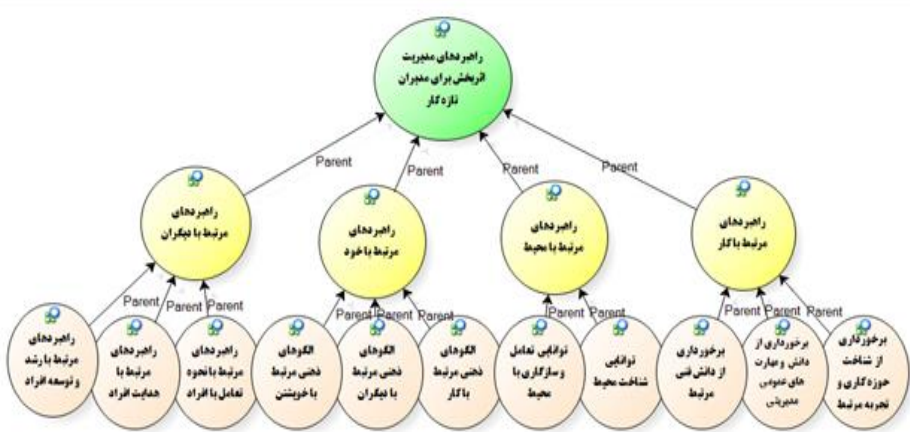 راهبردهای مدیریت
اثربخش برای مدیران
تازه کار
Parent
Parent
Parent
Parent
راهبردهای
مرتبط با دیگران
راهبردهای
مرتبط با خود
راهبردهای
مرتبط با محیط
راهبردهای
مرتبط با کار
Parent
Parent
Parent
Parent
Parent
Parent
Parent
Parent
Parent
Parent
Parent
راهبردهای
مرتبط با رشد
و توسعه افراد
راهبردهای
مرتبط با
هدایت افراد
راهبردهای
مرتبط با نحوه
تعامل با افراد
الگوهای
ذهنی مرتبط
با خویشتن
الگوهای
ذهنی مرتبط
با دیگران
الگوهای
ذهنی مرتبط
با کار
توانایی تعامل
و سازگاری با
محیط
توانایی
شناخت محیط
برخورداری
از دانش فنی
مرتبط
برخورداری از
دانش و مهارت
های عمومی
مدیریتی
برخورداری
از شناخت
حوزه کاری و
تجربه مرتبط